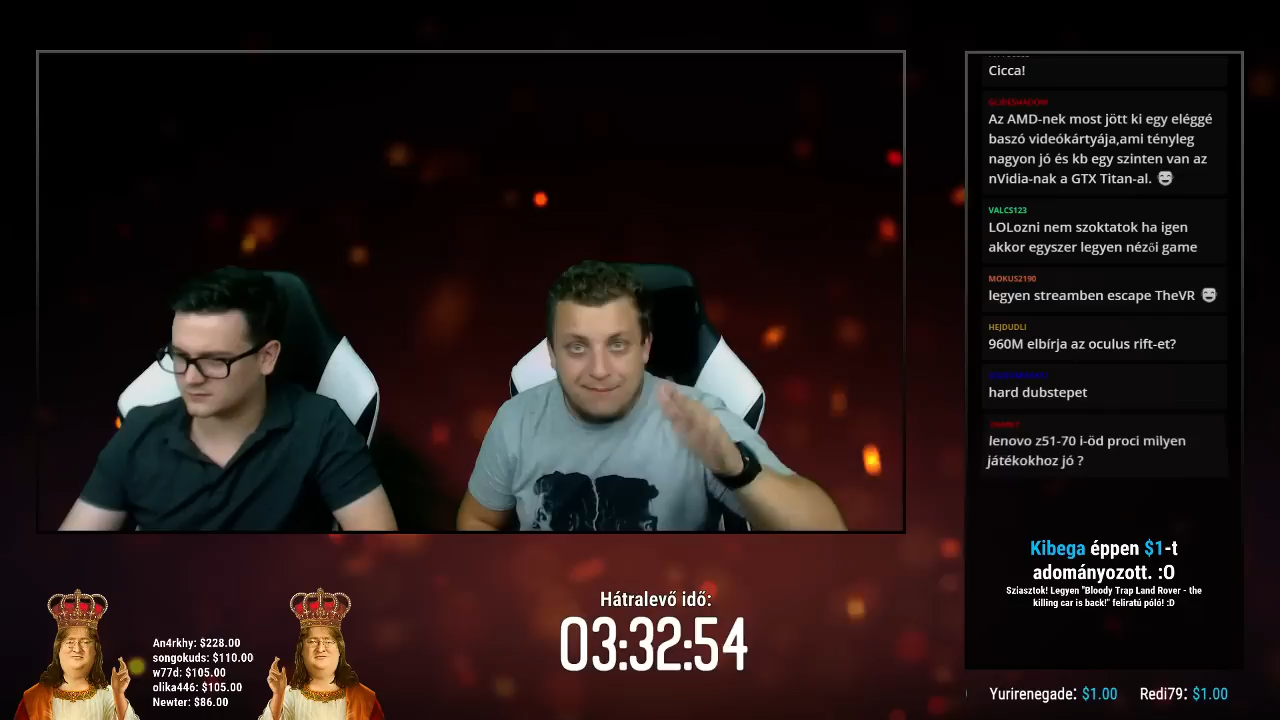 Cicca!
Az AMD-nek most jött ki egy eléggé
baszó videókártyája,ami tényleg
nagyon jó és kb egy szinten van az
nVidia-nak a GTX Titan-al.
VALCS123
LOLozni nem szoktatok ha igen
akkor egyszer legyen nézői game
MOKUS2190
legyen streamben escape TheVR
HEJDUDLI
960M elbírja az oculus rift-et?
hard dubstepet
lenovo z51-70 i-öd proci milyen
játékokhoz jó ?
Kibega éppen $1-t
adományozott. :O
Sziasztok! Legyen "Bloody Trap Land Rover - the
killing car is back!" feliratú póló! :D
Hátralevő idő:
03:32:54
An4rkhy: $228.00
songokuds: $110.00
w77d: $105.00
olika446: $105.00
Newter: $86.00
Yurirenegade: $1.00 Redi79: $1.00